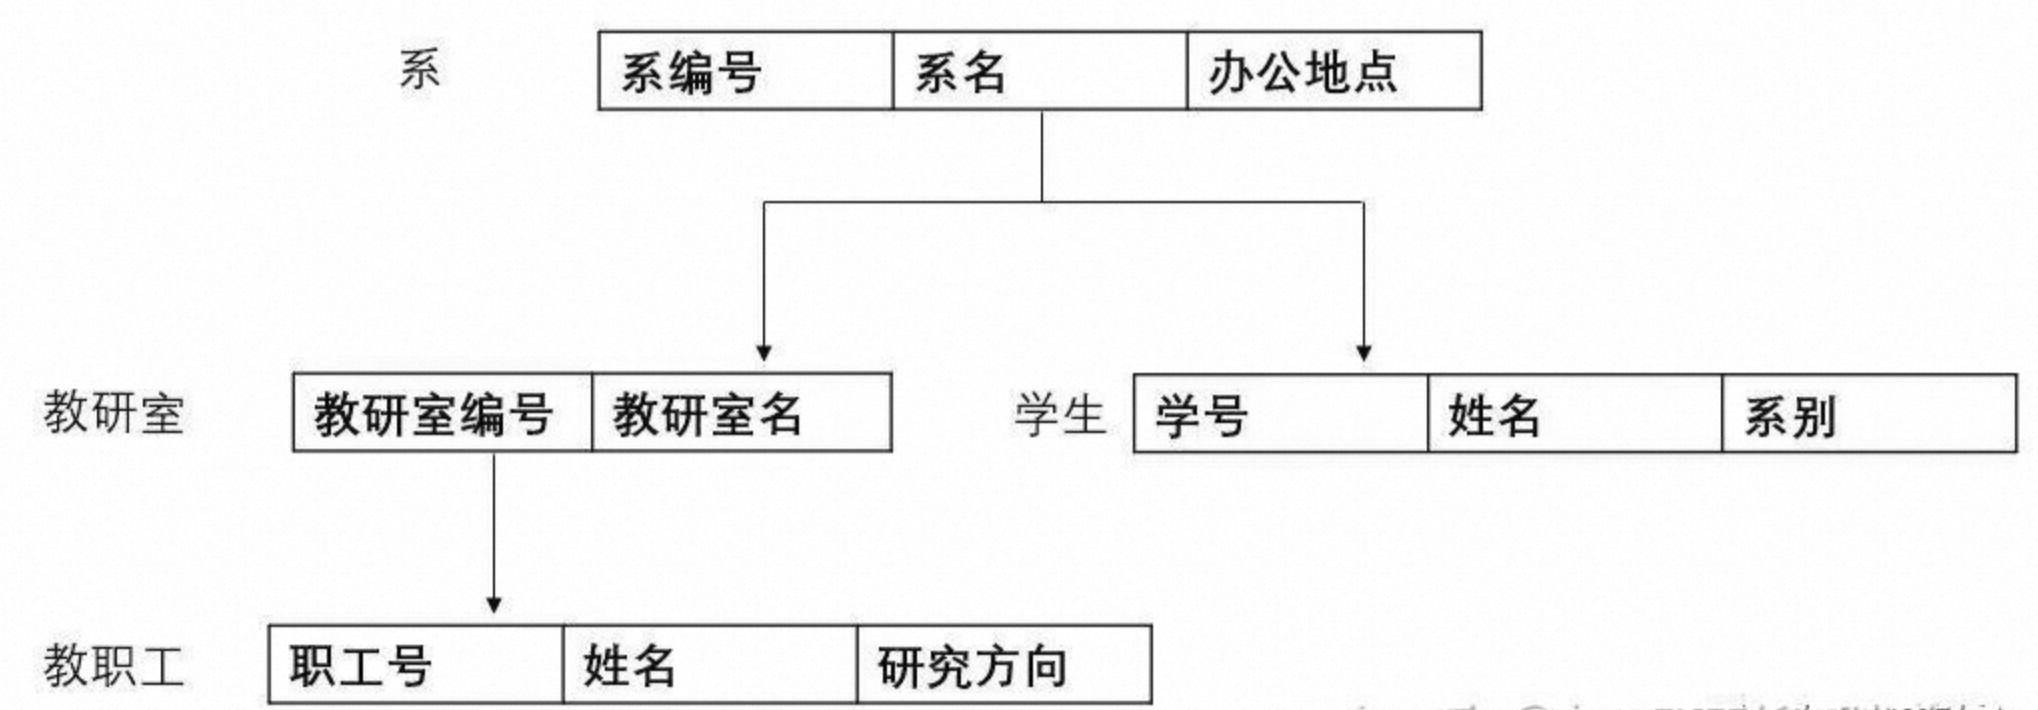 系 系编号 系名 办公地点
教研室 教研室编号 教研室名 学生 学号 姓名 系别
教职工 职工号 姓名 研究方向